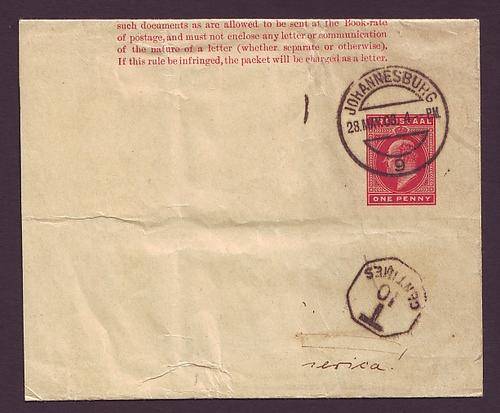 such documents as are allowed to be sent at the Book-rate
of postage, and must not enclose any letter or communication
of the nature of a letter (whether separate or otherwise).
If this rule be infringed, the packet will be charged as a letter.
JOHANNESBURG
28.MAY PM
9
TRANSVAAL
ONE PENNY
CENTIMES
10
T
erica!